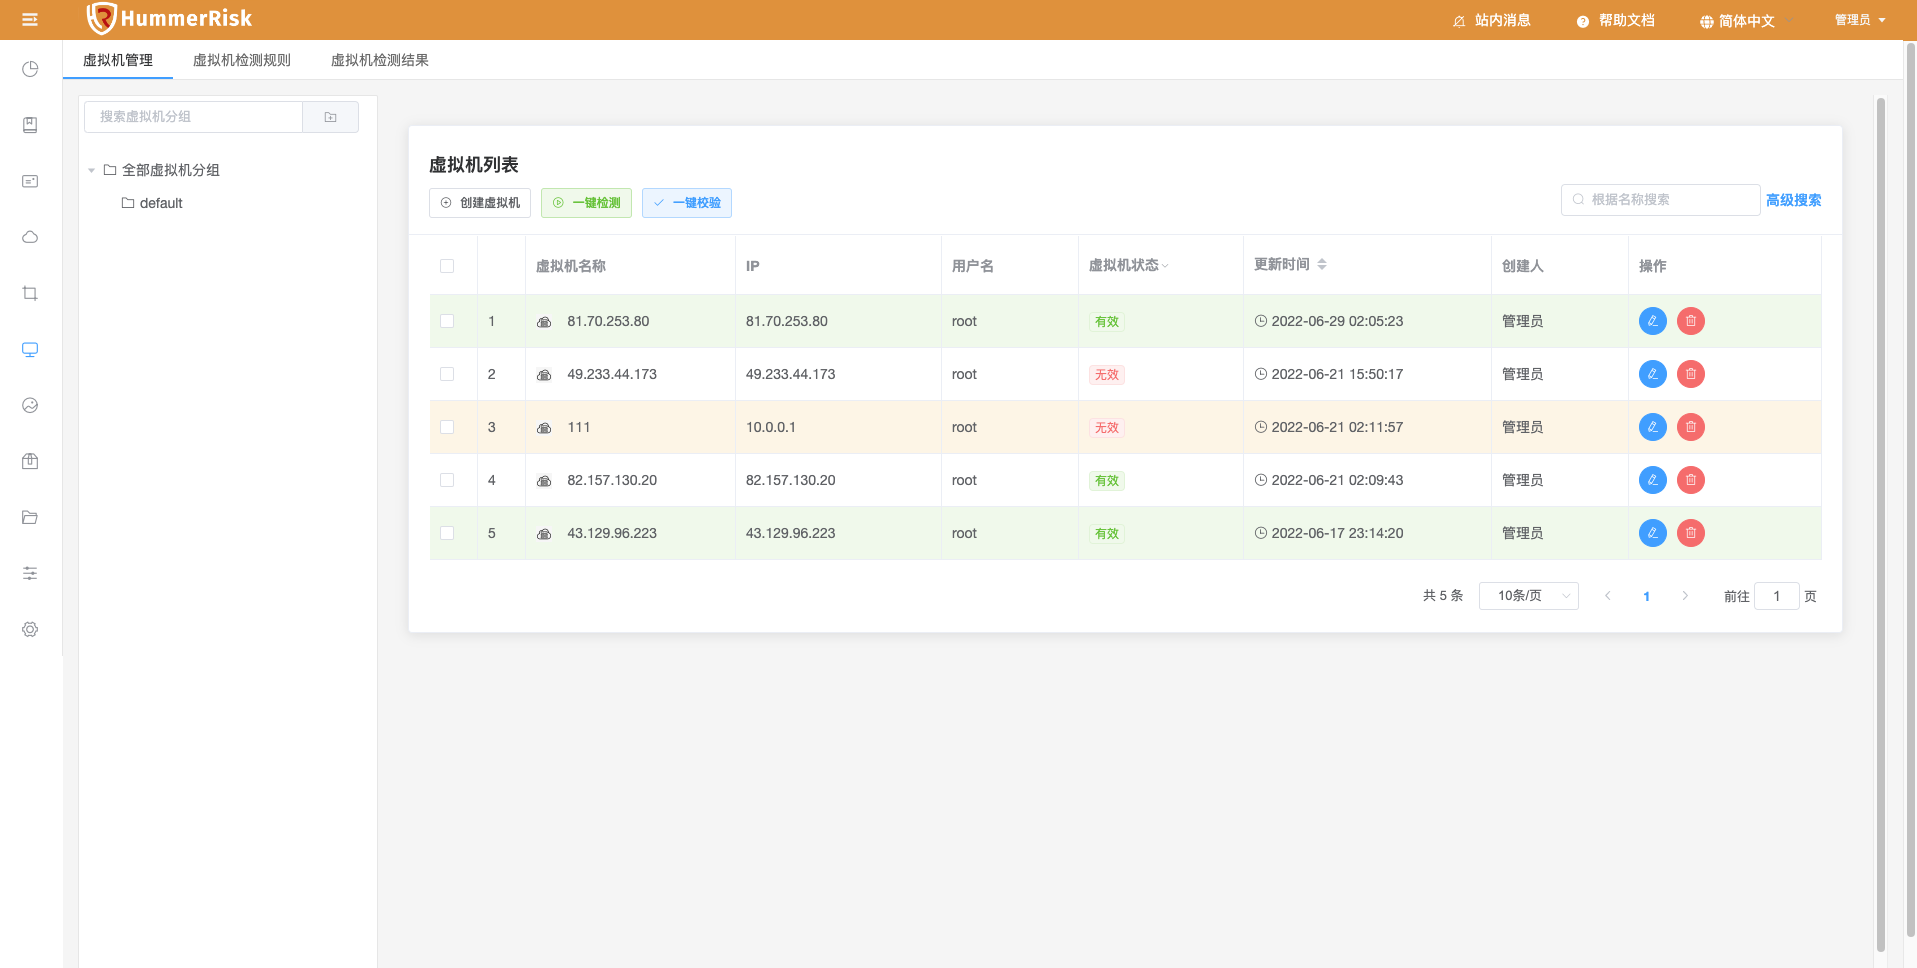 HummerRisk
站内消息
帮助文档
简体中文
管理员
虚拟机管理
虚拟机检测规则
虚拟机检测结果
搜索虚拟机分组
全部虚拟机分组
default
虚拟机列表
创建虚拟机
一键检测
一键校验
根据名称搜索
高级搜索
虚拟机名称 IP 用户名 虚拟机状态 更新时间 创建人 操作
1 81.70.253.80 81.70.253.80 root 有效 2022-06-29 02:05:23 管理员
2 49.233.44.173 49.233.44.173 root 无效 2022-06-21 15:50:17 管理员
3 111 10.0.0.1 root 无效 2022-06-21 02:11:57 管理员
4 82.157.130.20 82.157.130.20 root 有效 2022-06-21 02:09:43 管理员
5 43.129.96.223 43.129.96.223 root 有效 2022-06-17 23:14:20 管理员
共 5 条 10条/页 1 前往 1 页